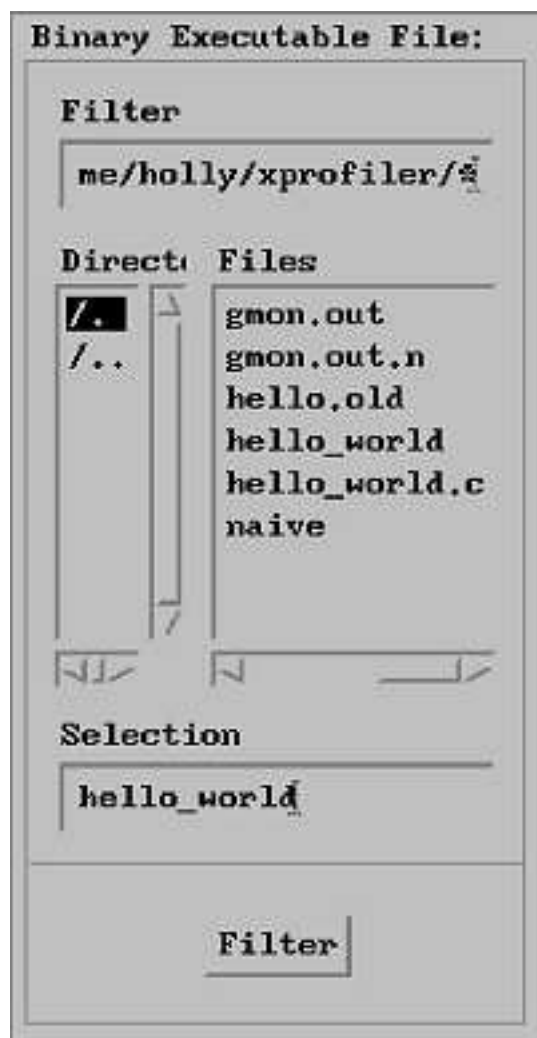 Binary Executable File:
Filter
me/holly/xprofiler/*
Direct Files
/. gmon.out
/.. gmon.out.n
hello.old
hello_world
hello_world.c
naive
Selection
hello_world
Filter